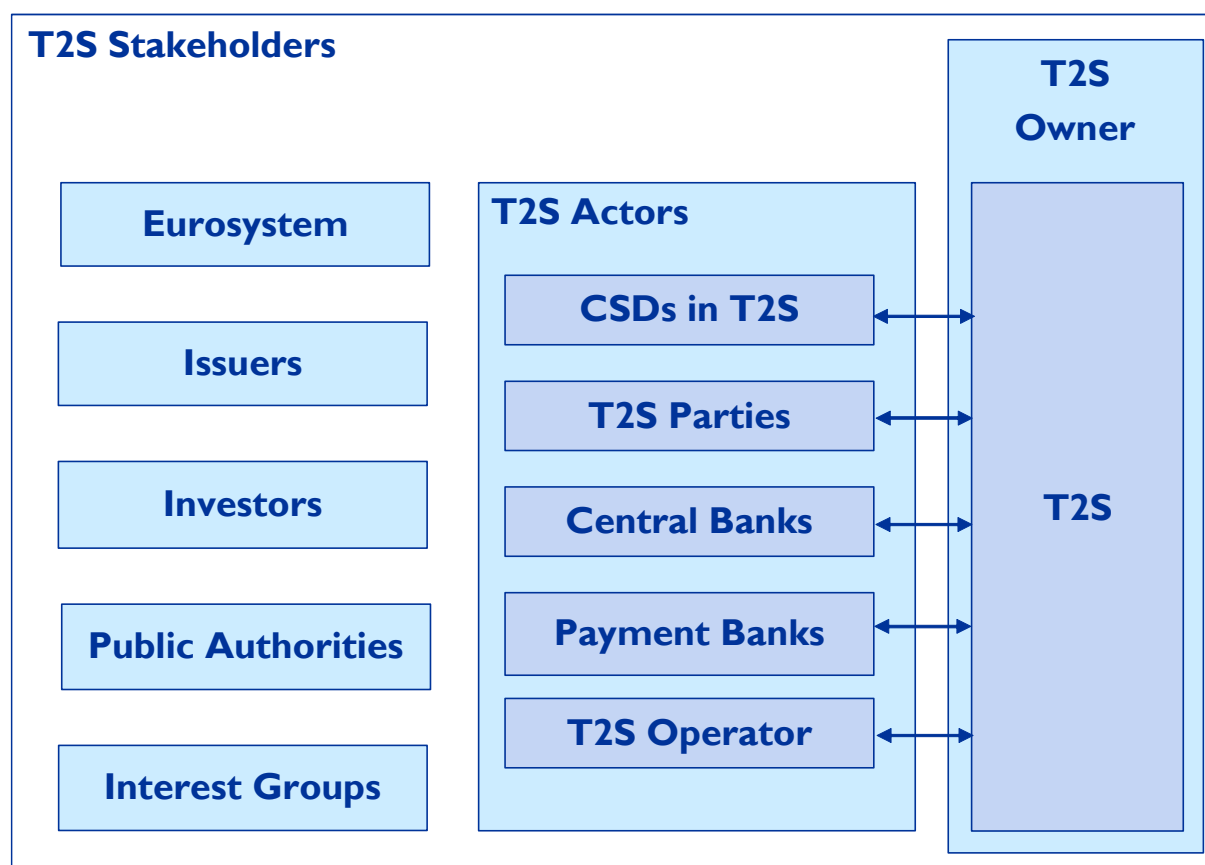 T2S Stakeholders
T2S
Owner
Eurosystem
Issuers
Investors
Public Authorities
Interest Groups
T2S Actors
CSDs in T2S
T2S Parties
Central Banks
Payment Banks
T2S Operator
T2S